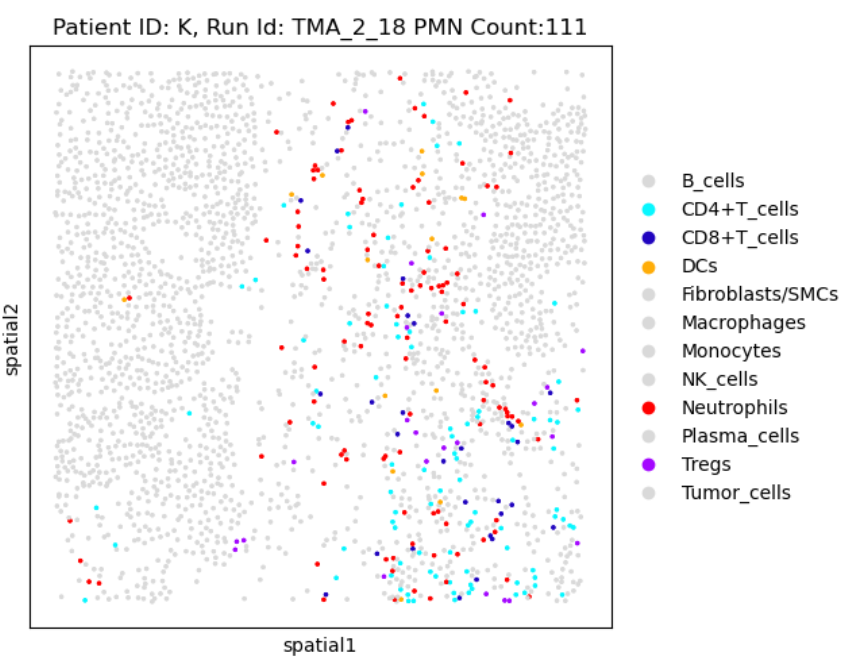 Patient ID: K, Run Id: TMA_2_18 PMN Count:111
spatial2
spatial1
B_cells
CD4+T_cells
CD8+T_cells
DCs
Fibroblasts/SMCs
Macrophages
Monocytes
NK_cells
Neutrophils
Plasma_cells
Tregs
Tumor_cells